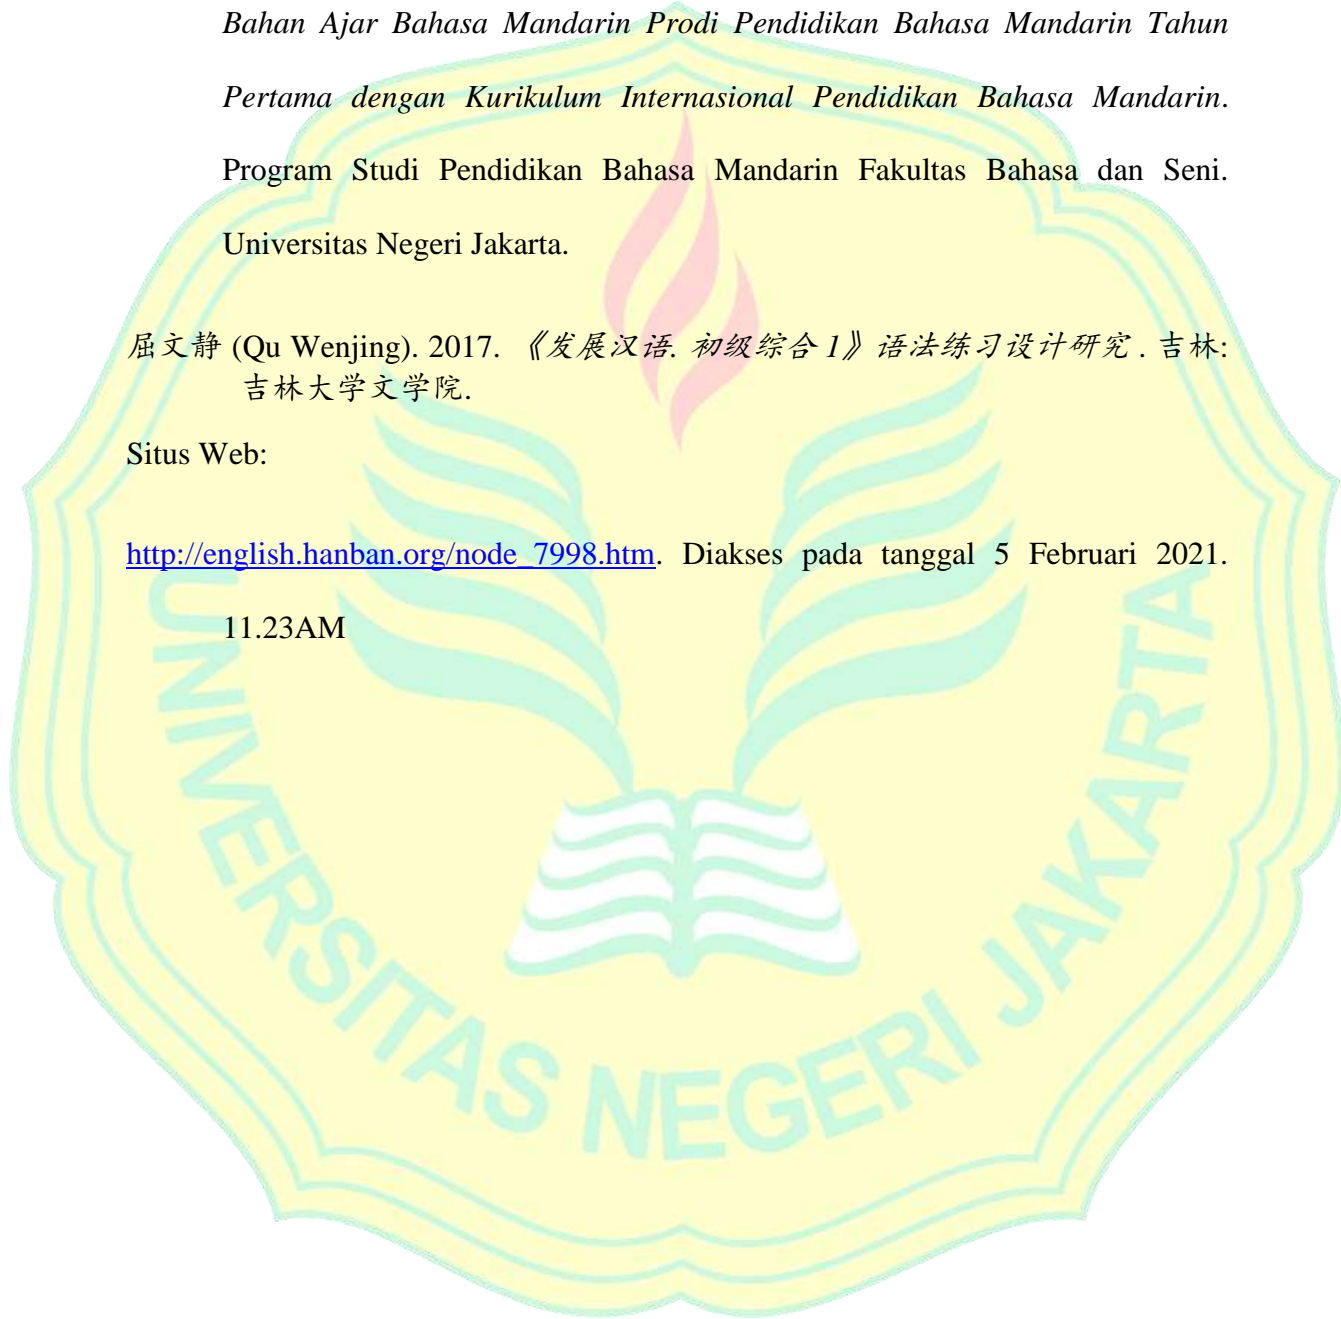 Bahan Ajar Bahasa Mandarin Prodi Pendidikan Bahasa Mandarin Tahun
Pertama dengan Kurikulum Internasional Pendidikan Bahasa Mandarin.
Program Studi Pendidikan Bahasa Mandarin Fakultas Bahasa dan Seni.
Universitas Negeri Jakarta.
屈文静 (Qu Wenjing). 2017. 《发展汉语. 初级综合 1》语法练习设计研究 . 吉林:
吉林大学文学院.
Situs Web:
http://english.hanban.org/node_7998.htm. Diakses pada tanggal 5 Februari 2021.
11.23AM
UNIVERSITAS NEGERI JAKARTA